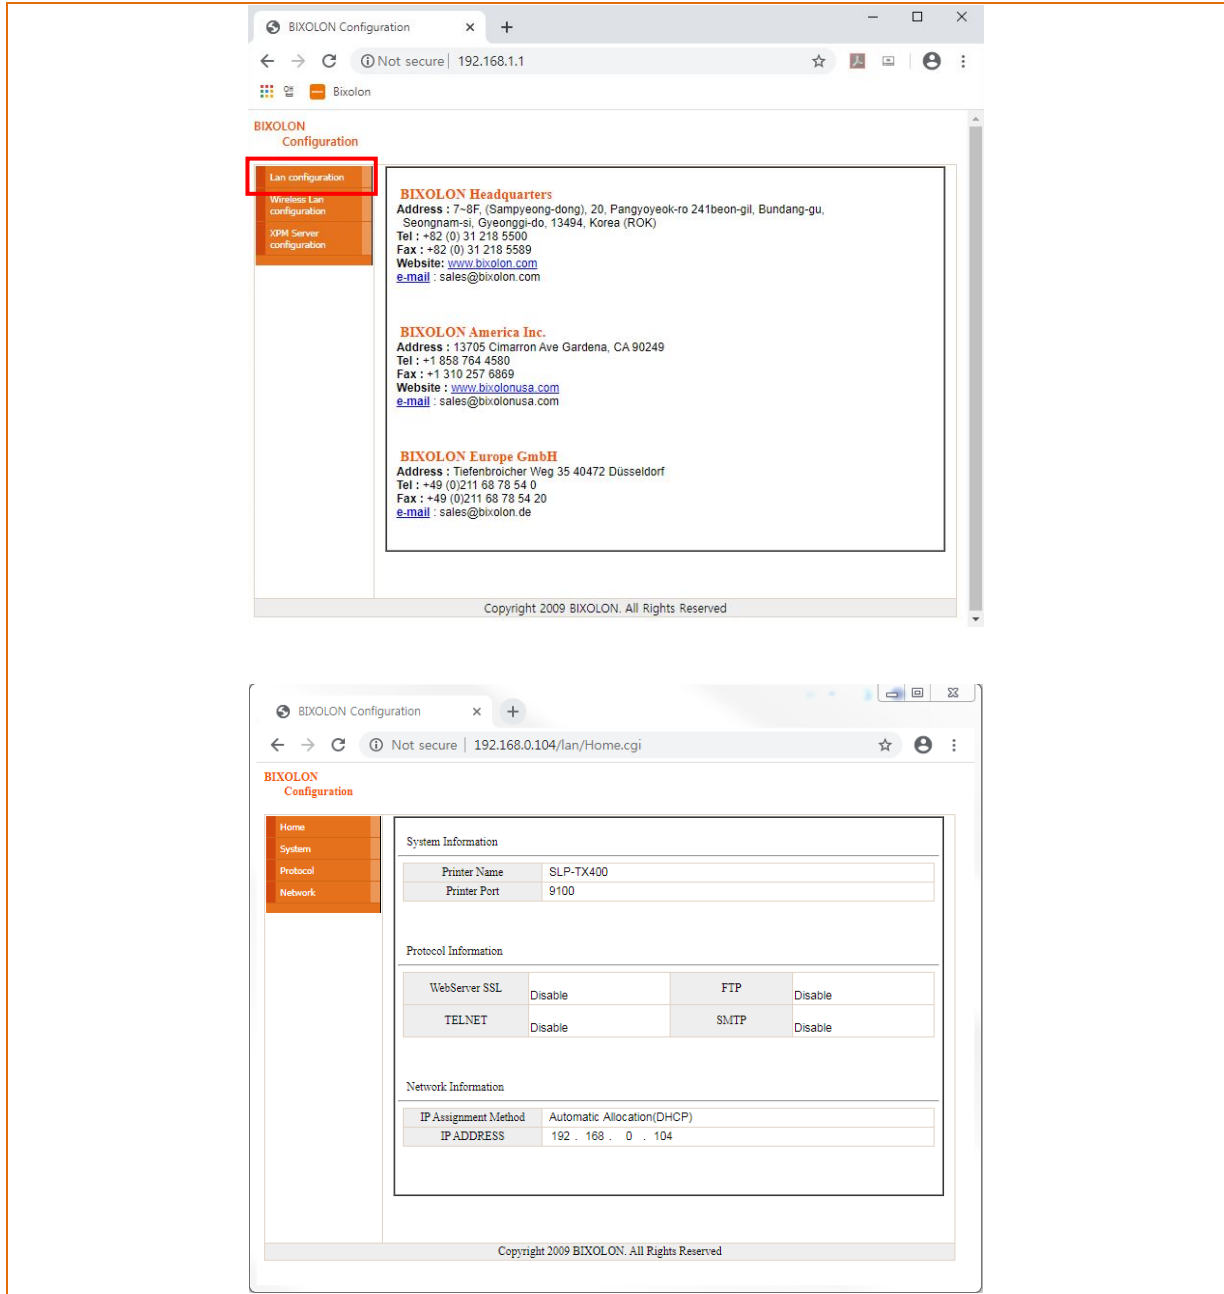 BIXOLON Configuration
Not secure 192.168.1.1
앱 Bixolon
BIXOLON
Configuration
Lan configuration
Wireless Lan
configuration
XPM Server
configuration
BIXOLON Headquarters
Address : 7~8F, (Sampyeong-dong), 20, Pangyoyeok-ro 241beon-gil, Bundang-gu,
Seongnam-si, Gyeonggi-do, 13494, Korea (ROK)
Tel : +82 (0) 31 218 5500
Fax : +82 (0) 31 218 5589
Website: www.bixolon.com
e-mail : sales@bixolon.com
BIXOLON America Inc.
Address : 13705 Cimarron Ave Gardena, CA 90249
Tel : +1 858 764 4580
Fax : +1 310 257 6869
Website : www.bixolonusa.com
e-mail : sales@bixolonusa.com
BIXOLON Europe GmbH
Address : Tiefenbroicher Weg 35 40472 Düsseldorf
Tel : +49 (0)211 68 78 54 0
Fax : +49 (0)211 68 78 54 20
e-mail : sales@bixolon.de
Copyright 2009 BIXOLON. All Rights Reserved
BIXOLON Configuration
Not secure 192.168.0.104/lan/Home.cgi
BIXOLON
Configuration
Home
System
Protocol
Network
System Information
Printer Name SLP-TX400
Printer Port 9100
Protocol Information
WebServer SSL Disable FTP Disable
TELNET Disable SMTP Disable
Network Information
IP Assignment Method Automatic Allocation(DHCP)
IP ADDRESS 192 . 168 . 0 . 104
Copyright 2009 BIXOLON. All Rights Reserved